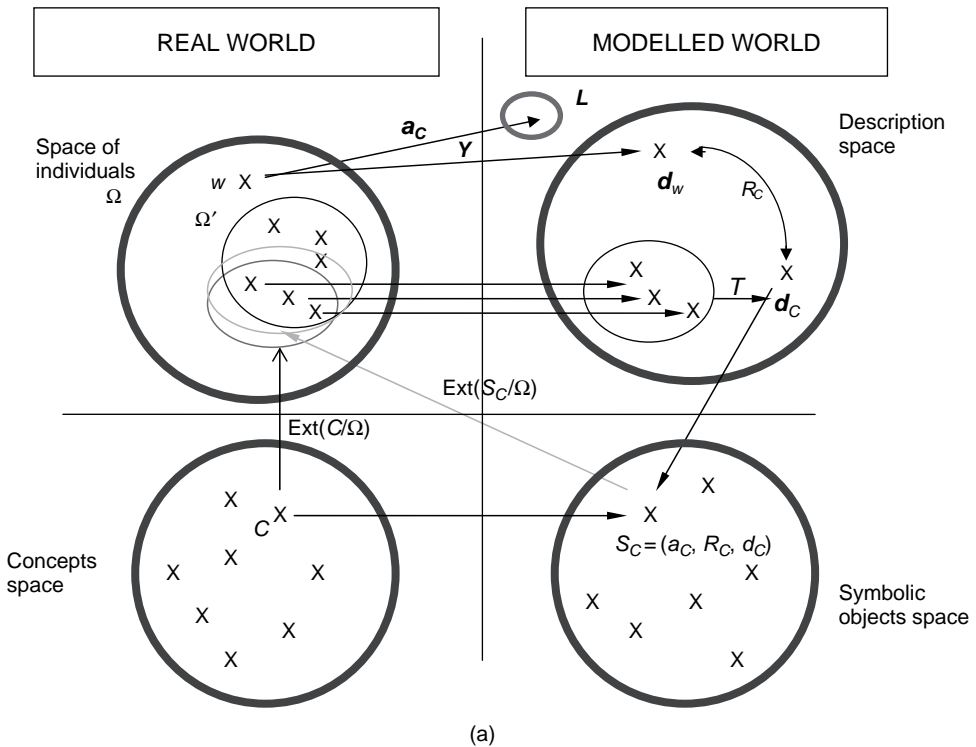 REAL WORLD
MODELLED WORLD
Space of
individuals
Ω
w X
Ω′
X
X
X
X
X
X
a_C
Y
L
Description
space
X
d_w
R_C
X
X
X
X
T
d_C
Ext(S_C/Ω)
Ext(C/Ω)
Concepts
space
X
X
C
X
X
X
X
X
X
X
X
S_C = (a_C, R_C, d_C)
X
X
X
X
X
Symbolic
objects space
(a)